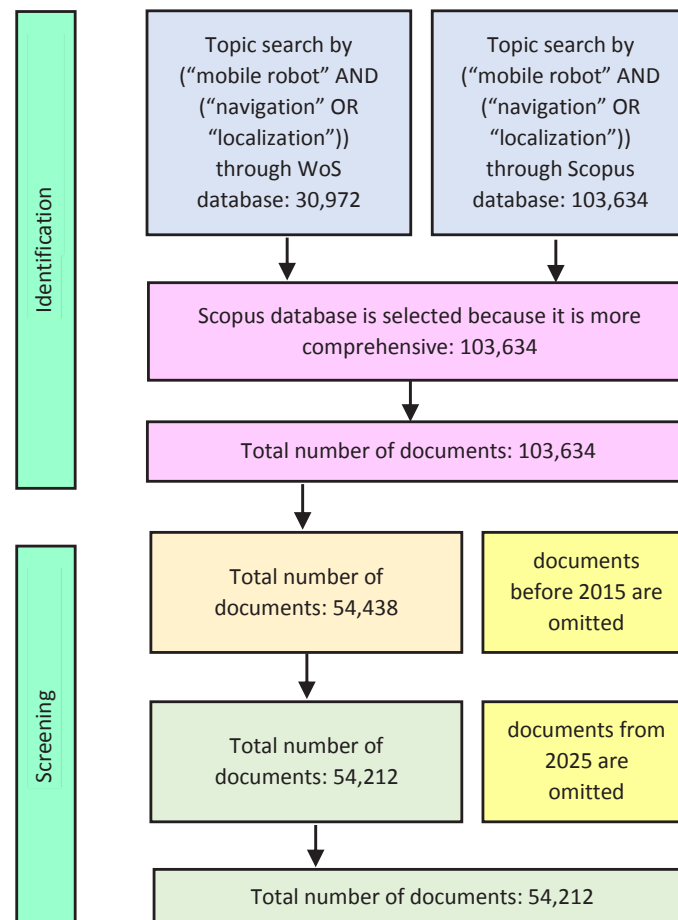 Identification
Topic search by
(“mobile robot” AND
(“navigation” OR
“localization”))
through WoS
database: 30,972
Topic search by
(“mobile robot” AND
(“navigation” OR
“localization”))
through Scopus
database: 103,634
Scopus database is selected because it is more
comprehensive: 103,634
Total number of documents: 103,634
Screening
Total number of
documents: 54,438
documents
before 2015 are
omitted
Total number of
documents: 54,212
documents from
2025 are
omitted
Total number of documents: 54,212